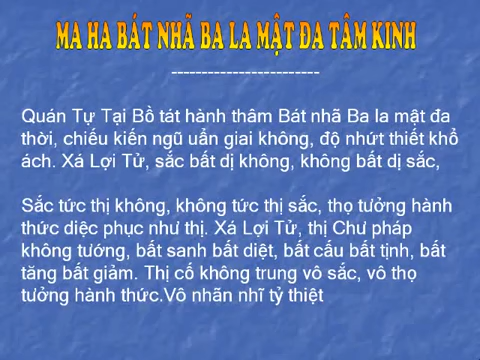 MA HA BÁT NHÃ BA LA MẬT ĐA TÂM KINH
-------------------------
Quán Tự Tại Bồ tát hành thâm Bát nhã Ba la mật đa
thời, chiếu kiến ngũ uẩn giai không, độ nhứt thiết khổ
ách. Xá Lợi Tử, sắc bất dị không, không bất dị sắc,
Sắc tức thị không, không tức thị sắc, thọ tưởng hành
thức diệc phục như thị. Xá Lợi Tử, thị Chư pháp
không tướng, bất sanh bất diệt, bất cấu bất tịnh, bất
tăng bất giảm. Thị cố không trung vô sắc, vô thọ
tưởng hành thức.Vô nhãn nhĩ tỷ thiệt